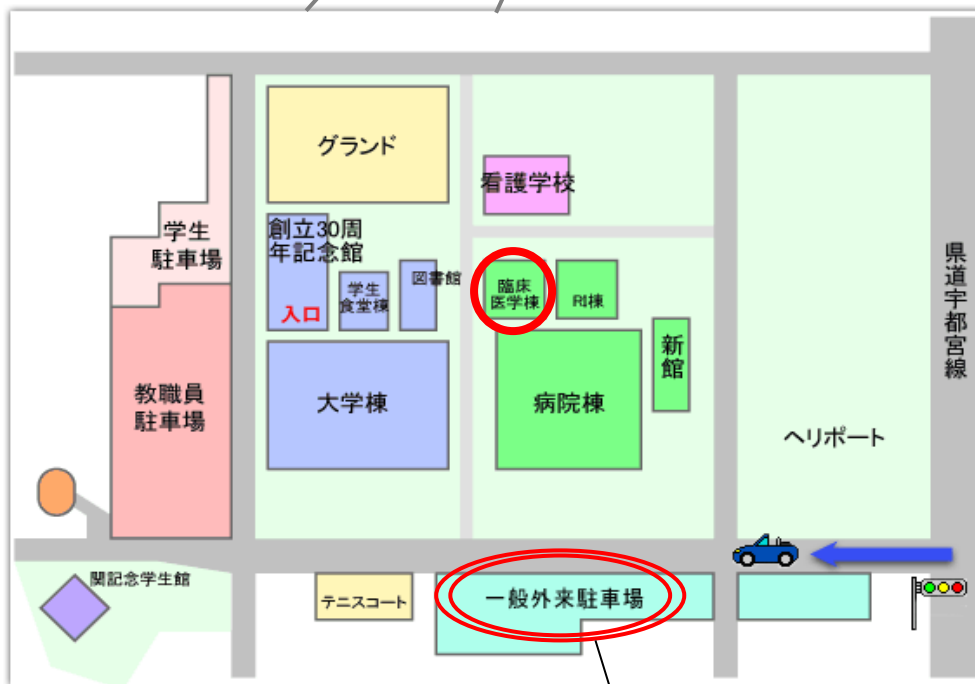 グランド
看護学校
創立30周
年記念館
学生
駐車場
図書館
学生
食堂棟
臨床
医学棟
RI棟
入口
新
館
県道宇都宮線
教職員
駐車場
大学棟
病院棟
ヘリポート
関記念学生館
テニスコート
一般外来駐車場